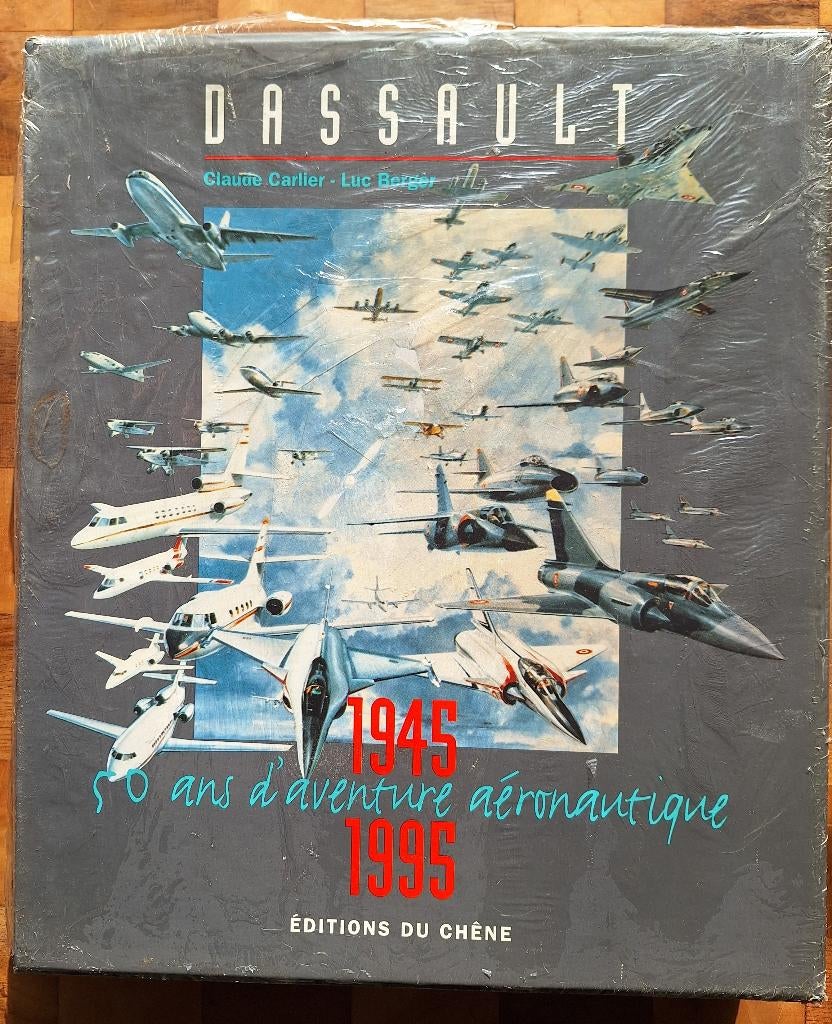 DASSAULT
Claude Carlier - Luc Berger
1945
50 ans d'aventure aéronautique
1995
ÉDITIONS DU CHÊNE